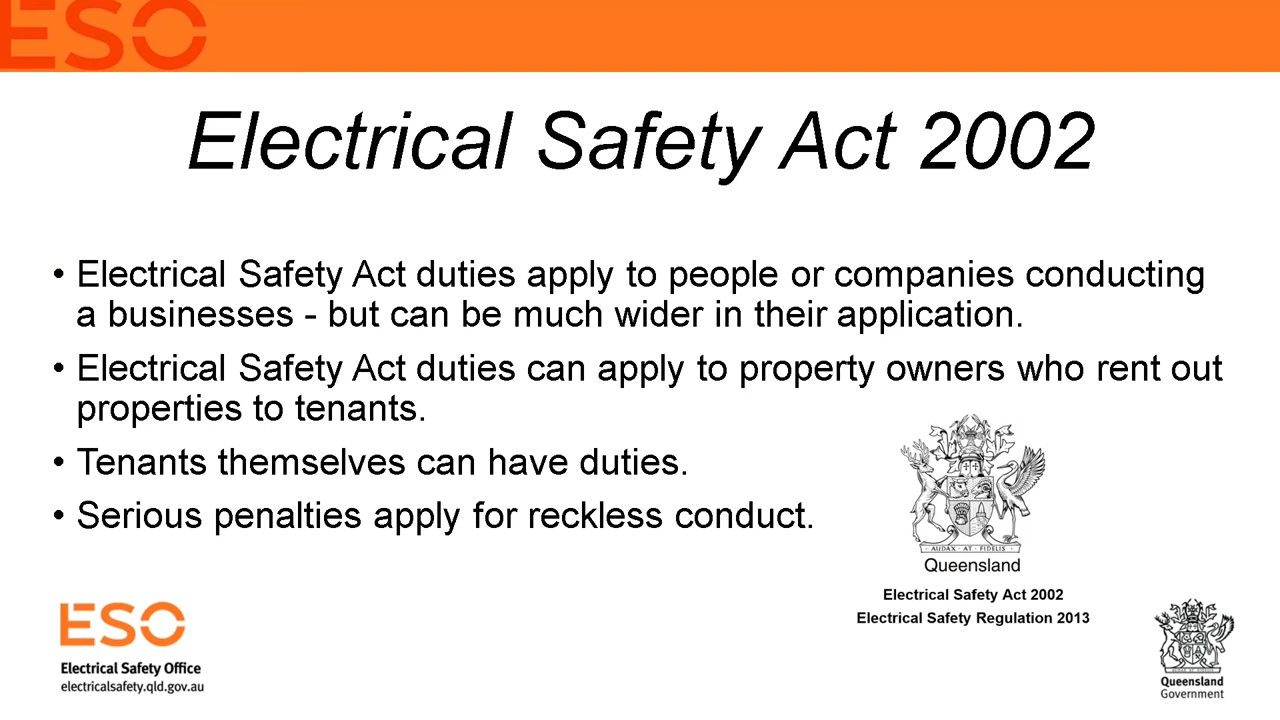 ESO
Electrical Safety Act 2002
• Electrical Safety Act duties apply to people or companies conducting
a businesses - but can be much wider in their application.
• Electrical Safety Act duties can apply to property owners who rent out
properties to tenants.
• Tenants themselves can have duties.
• Serious penalties apply for reckless conduct.
AUDAX · AT · FIDELIS
Queensland
Electrical Safety Act 2002
Electrical Safety Regulation 2013
ESO
Electrical Safety Office
electricalsafety.qld.gov.au
Queensland
Government